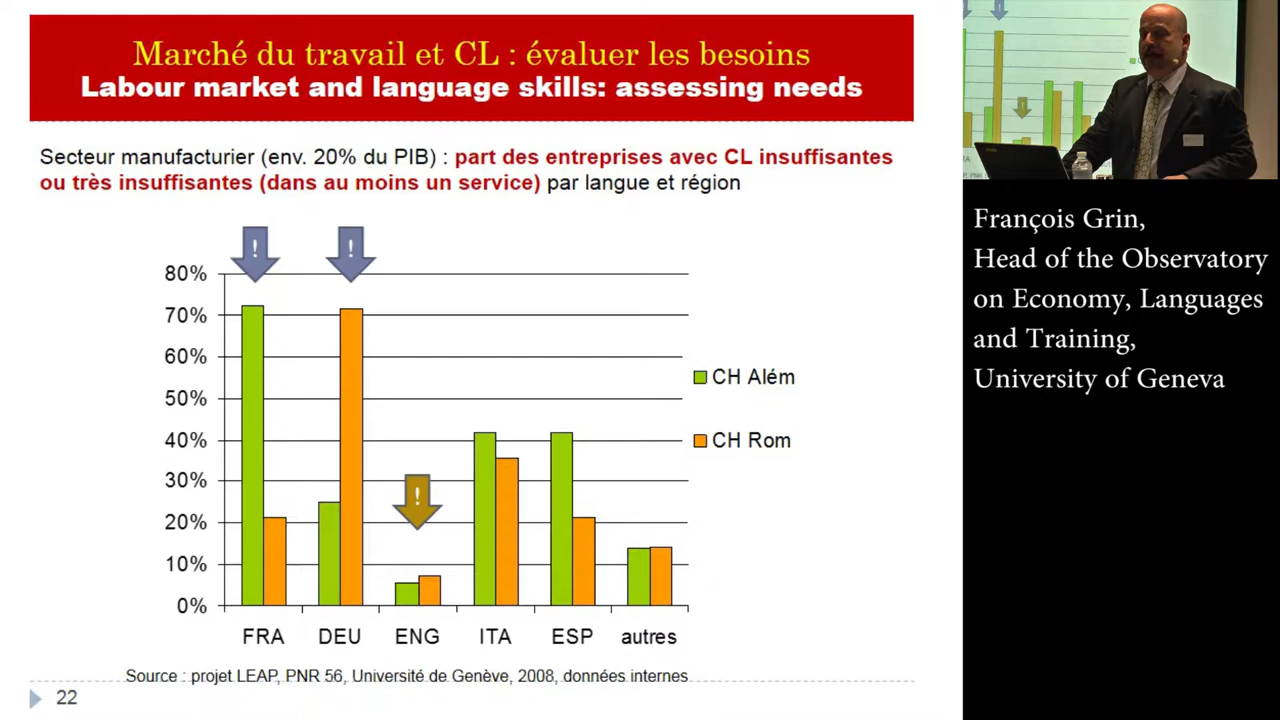 Marché du travail et CL : évaluer les besoins
Labour market and language skills: assessing needs
Secteur manufacturier (env. 20% du PIB) : part des entreprises avec CL insuffisantes
ou très insuffisantes (dans au moins un service) par langue et région
! !
80%
70%
60%
50%
40%
30%
20%
10%
0%
!
CH Além
CH Rom
FRA DEU ENG ITA ESP autres
Source : projet LEAP, PNR 56, Université de Genève, 2008, données internes
22
François Grin,
Head of the Observatory
on Economy, Languages
and Training,
University of Geneva